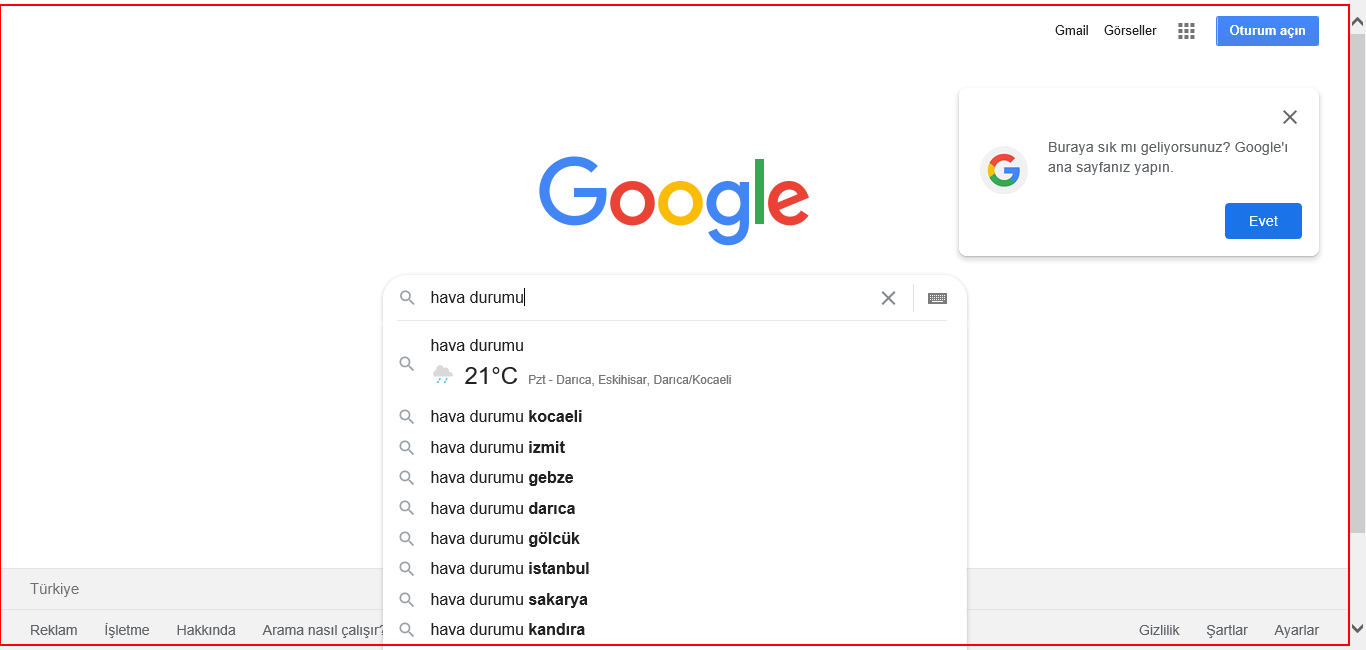 Gmail Görseller Oturum açın
Buraya sık mı geliyorsunuz? Google'ı
ana sayfanız yapın.
Evet
Google
hava durumu
hava durumu
21°C Pzt - Darıca, Eskihisar, Darıca/Kocaeli
hava durumu kocaeli
hava durumu izmit
hava durumu gebze
hava durumu darıca
hava durumu gölcük
hava durumu istanbul
hava durumu sakarya
hava durumu kandıra
Türkiye
Reklam İşletme Hakkında Arama nasıl çalışır? Gizlilik Şartlar Ayarlar